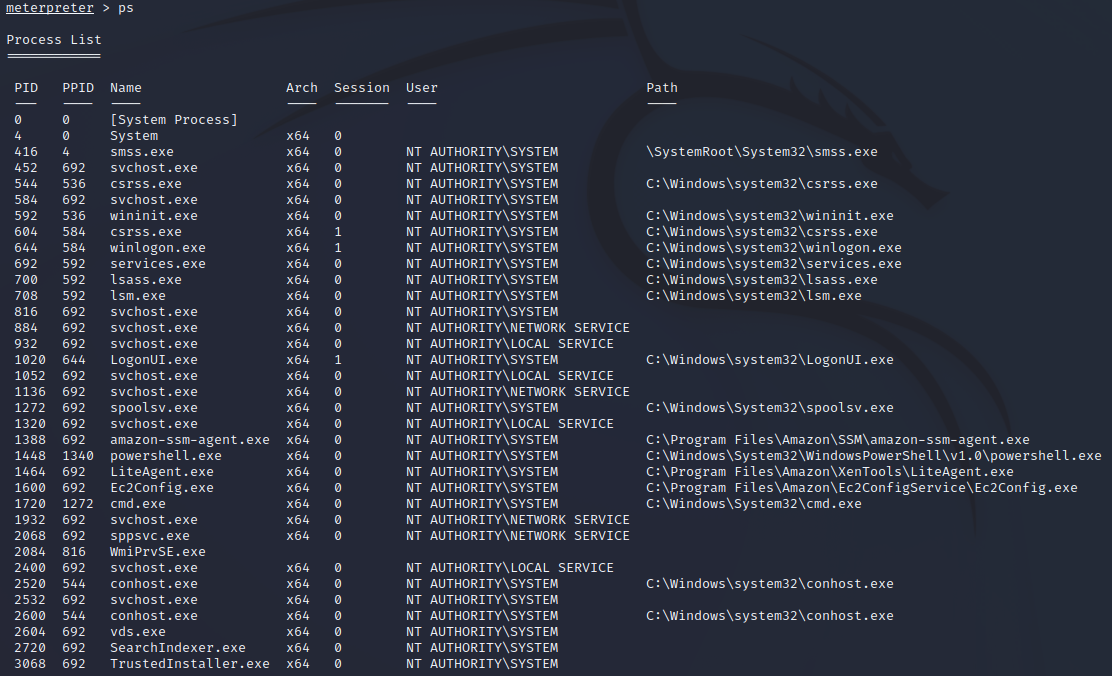 meterpreter > ps
Process List
PID PPID Name Arch Session User Path
0 0 [System Process]
4 0 System x64 0
416 4 smss.exe x64 0 NT AUTHORITY\SYSTEM \SystemRoot\System32\smss.exe
452 692 svchost.exe x64 0 NT AUTHORITY\SYSTEM
544 536 csrss.exe x64 0 NT AUTHORITY\SYSTEM C:\Windows\system32\csrss.exe
584 692 svchost.exe x64 0 NT AUTHORITY\SYSTEM
592 536 wininit.exe x64 0 NT AUTHORITY\SYSTEM C:\Windows\system32\wininit.exe
604 584 csrss.exe x64 1 NT AUTHORITY\SYSTEM C:\Windows\system32\csrss.exe
644 584 winlogon.exe x64 1 NT AUTHORITY\SYSTEM C:\Windows\system32\winlogon.exe
692 592 services.exe x64 0 NT AUTHORITY\SYSTEM C:\Windows\system32\services.exe
700 592 lsass.exe x64 0 NT AUTHORITY\SYSTEM C:\Windows\system32\lsass.exe
708 592 lsm.exe x64 0 NT AUTHORITY\SYSTEM C:\Windows\system32\lsm.exe
816 692 svchost.exe x64 0 NT AUTHORITY\SYSTEM
884 692 svchost.exe x64 0 NT AUTHORITY\NETWORK SERVICE
932 692 svchost.exe x64 0 NT AUTHORITY\LOCAL SERVICE
1020 644 LogonUI.exe x64 1 NT AUTHORITY\SYSTEM C:\Windows\system32\LogonUI.exe
1052 692 svchost.exe x64 0 NT AUTHORITY\LOCAL SERVICE
1136 692 svchost.exe x64 0 NT AUTHORITY\NETWORK SERVICE
1272 692 spoolsv.exe x64 0 NT AUTHORITY\SYSTEM C:\Windows\System32\spoolsv.exe
1320 692 svchost.exe x64 0 NT AUTHORITY\LOCAL SERVICE
1388 692 amazon-ssm-agent.exe x64 0 NT AUTHORITY\SYSTEM C:\Program Files\Amazon\SSM\amazon-ssm-agent.exe
1448 1340 powershell.exe x64 0 NT AUTHORITY\SYSTEM C:\Windows\System32\WindowsPowerShell\v1.0\powershell.exe
1464 692 LiteAgent.exe x64 0 NT AUTHORITY\SYSTEM C:\Program Files\Amazon\XenTools\LiteAgent.exe
1600 692 Ec2Config.exe x64 0 NT AUTHORITY\SYSTEM C:\Program Files\Amazon\Ec2ConfigService\Ec2Config.exe
1720 1272 cmd.exe x64 0 NT AUTHORITY\SYSTEM C:\Windows\System32\cmd.exe
1932 692 svchost.exe x64 0 NT AUTHORITY\NETWORK SERVICE
2068 692 sppsvc.exe x64 0 NT AUTHORITY\NETWORK SERVICE
2084 816 WmiPrvSE.exe
2400 692 svchost.exe x64 0 NT AUTHORITY\LOCAL SERVICE
2520 544 conhost.exe x64 0 NT AUTHORITY\SYSTEM C:\Windows\system32\conhost.exe
2532 692 svchost.exe x64 0 NT AUTHORITY\SYSTEM
2600 544 conhost.exe x64 0 NT AUTHORITY\SYSTEM C:\Windows\system32\conhost.exe
2604 692 vds.exe x64 0 NT AUTHORITY\SYSTEM
2720 692 SearchIndexer.exe x64 0 NT AUTHORITY\SYSTEM
3068 692 TrustedInstaller.exe x64 0 NT AUTHORITY\SYSTEM